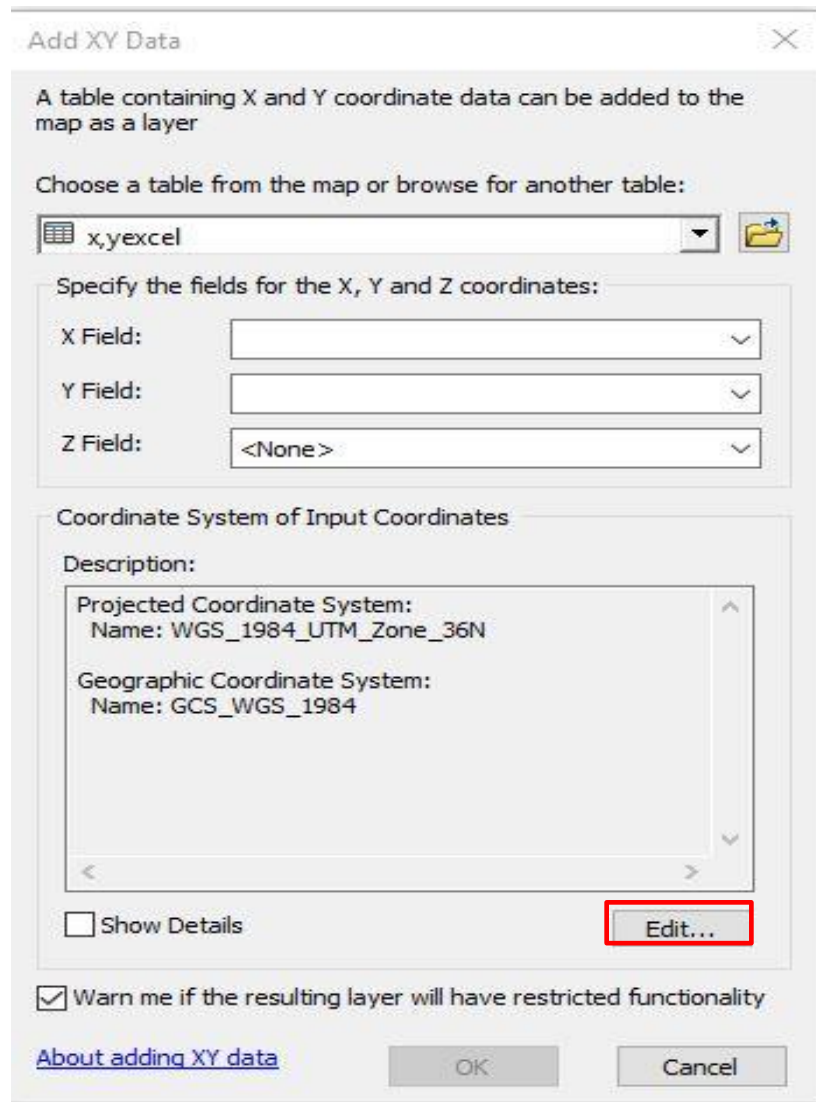 Add XY Data
A table containing X and Y coordinate data can be added to the
map as a layer
Choose a table from the map or browse for another table:
x,yexcel
Specify the fields for the X, Y and Z coordinates:
X Field:
Y Field:
Z Field: <None>
Coordinate System of Input Coordinates
Description:
Projected Coordinate System:
Name: WGS_1984_UTM_Zone_36N
Geographic Coordinate System:
Name: GCS_WGS_1984
Show Details Edit...
Warn me if the resulting layer will have restricted functionality
About adding XY data OK Cancel